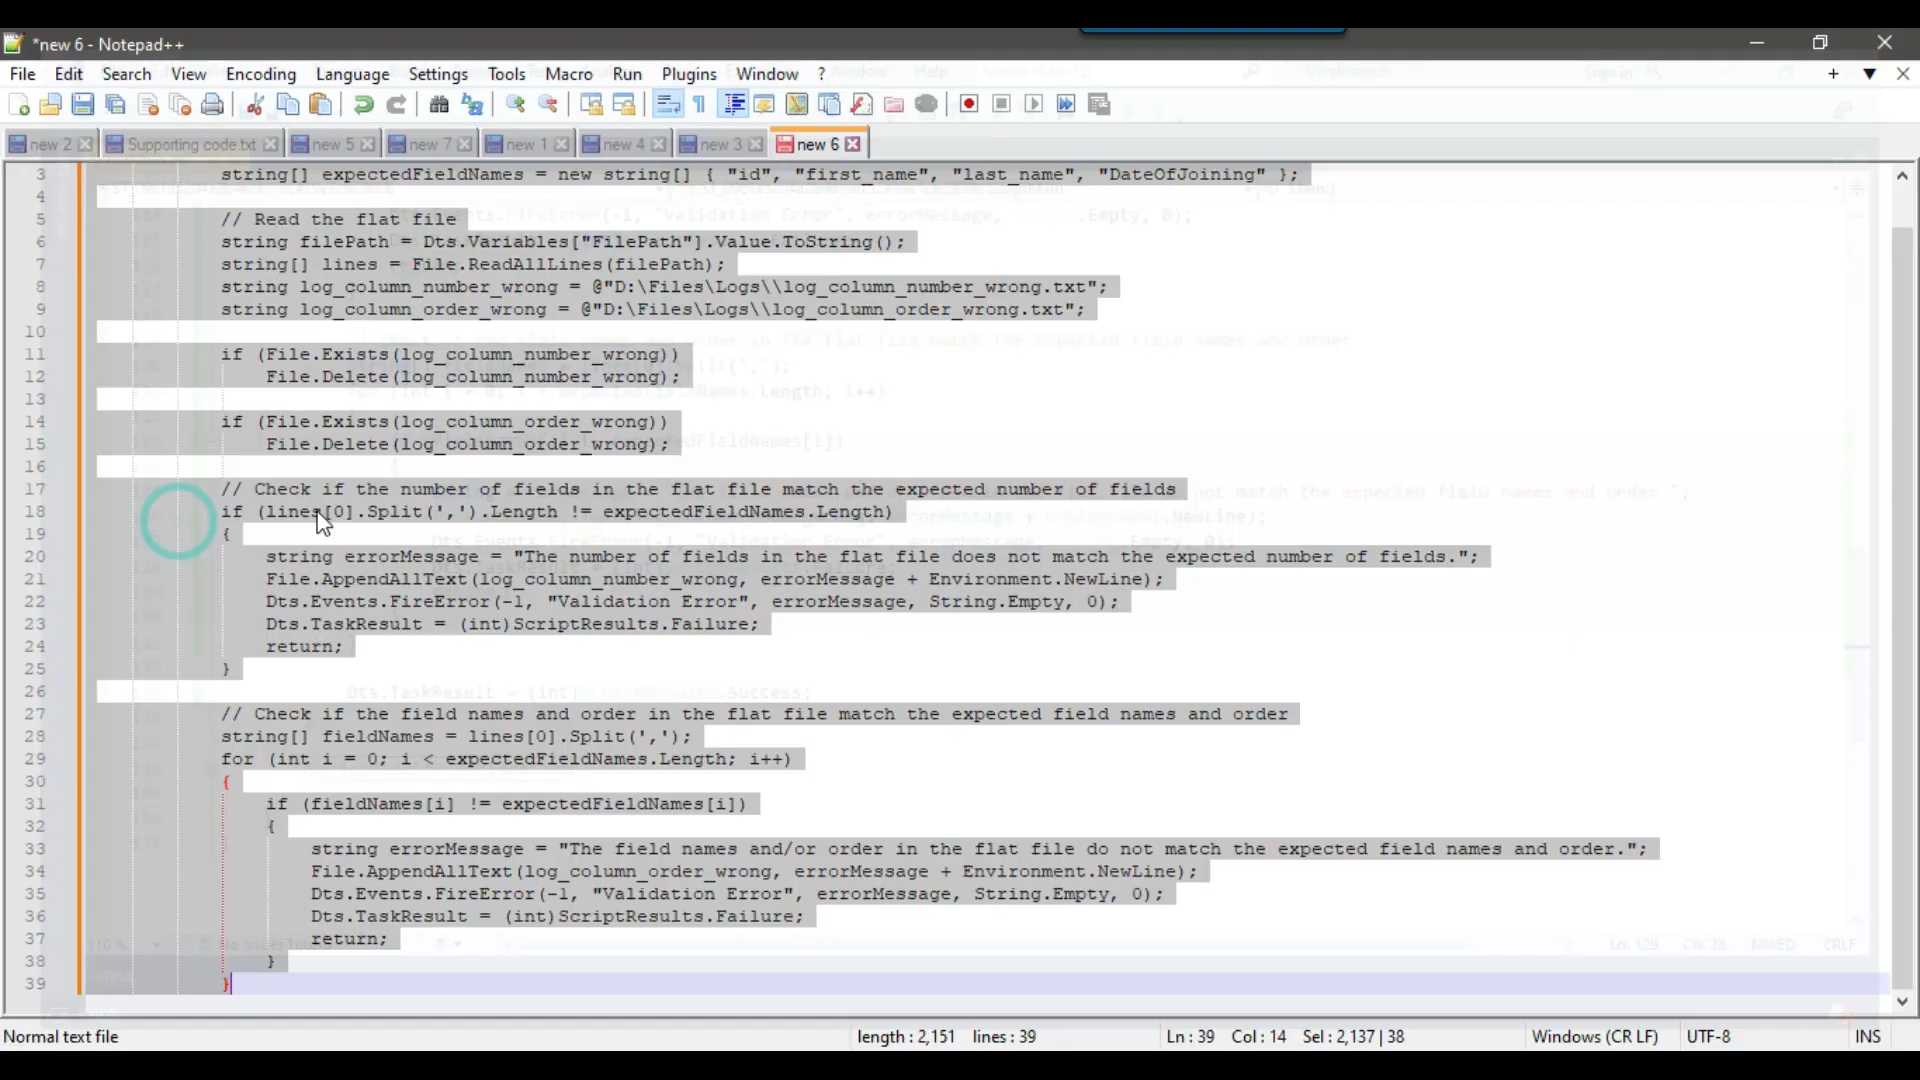 *new 6 - Notepad++
File Edit Search View Encoding Language Settings Tools Macro Run Plugins Window ?
new 2 Supporting code.txt new 5 new 7 new 1 new 4 new 3 new 6
3 string[] expectedFieldNames = new string[] { "id", "first_name", "last_name", "DateOfJoining" };
4
5 // Read the flat file
6 string filePath = Dts.Variables["FilePath"].Value.ToString();
7 string[] lines = File.ReadAllLines(filePath);
8 string log_column_number_wrong = @"D:\Files\Logs\\log_column_number_wrong.txt";
9 string log_column_order_wrong = @"D:\Files\Logs\\log_column_order_wrong.txt";
10
11 if (File.Exists(log_column_number_wrong))
12 File.Delete(log_column_number_wrong);
13
14 if (File.Exists(log_column_order_wrong))
15 File.Delete(log_column_order_wrong);
16
17 // Check if the number of fields in the flat file match the expected number of fields
18 if (lines[0].Split(',').Length != expectedFieldNames.Length)
19 {
20 string errorMessage = "The number of fields in the flat file does not match the expected number of fields.";
21 File.AppendAllText(log_column_number_wrong, errorMessage + Environment.NewLine);
22 Dts.Events.FireError(-1, "Validation Error", errorMessage, String.Empty, 0);
23 Dts.TaskResult = (int)ScriptResults.Failure;
24 return;
25 }
26
27 // Check if the field names and order in the flat file match the expected field names and order
28 string[] fieldNames = lines[0].Split(',');
29 for (int i = 0; i < expectedFieldNames.Length; i++)
30 {
31 if (fieldNames[i] != expectedFieldNames[i])
32 {
33 string errorMessage = "The field names and/or order in the flat file do not match the expected field names and order.";
34 File.AppendAllText(log_column_order_wrong, errorMessage + Environment.NewLine);
35 Dts.Events.FireError(-1, "Validation Error", errorMessage, String.Empty, 0);
36 Dts.TaskResult = (int)ScriptResults.Failure;
37 return;
38 }
39 }
Normal text file length : 2,151 lines : 39 Ln : 39 Col : 14 Sel : 2,137 | 38 Windows (CR LF) UTF-8 INS